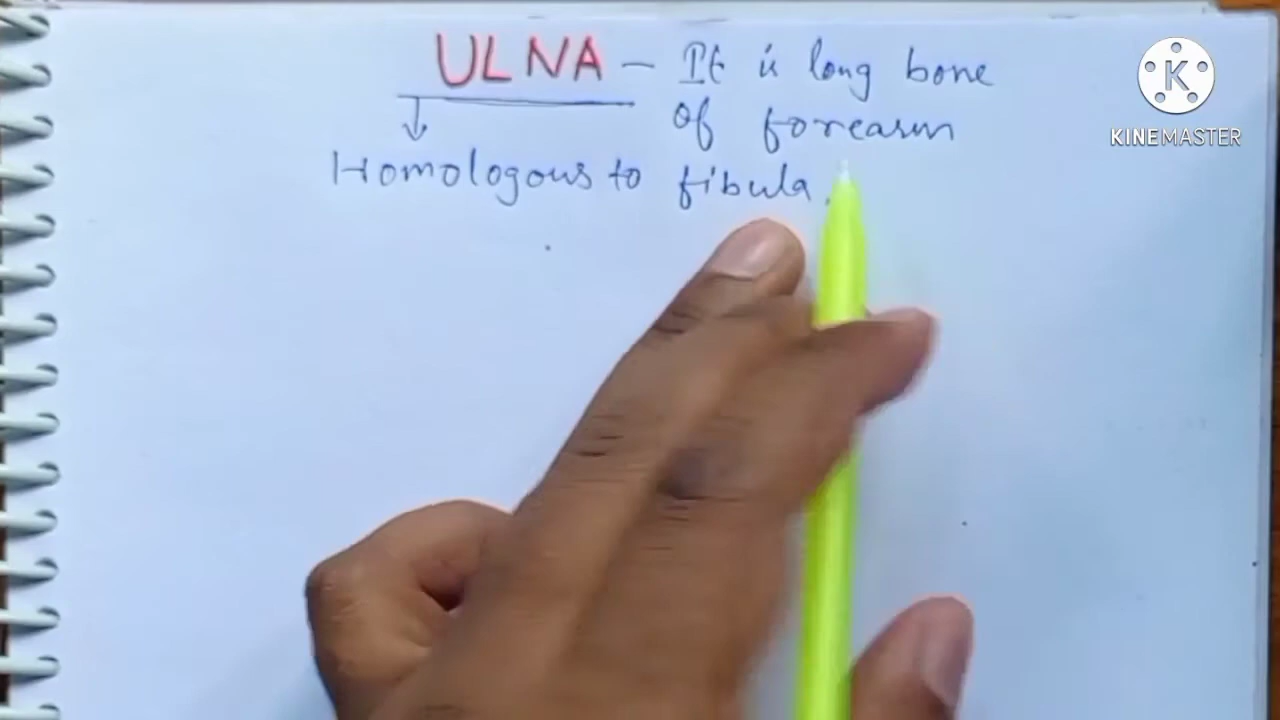 ULNA - It is long bone
of forearm
Homologous to fibula.
K
KINEMASTER